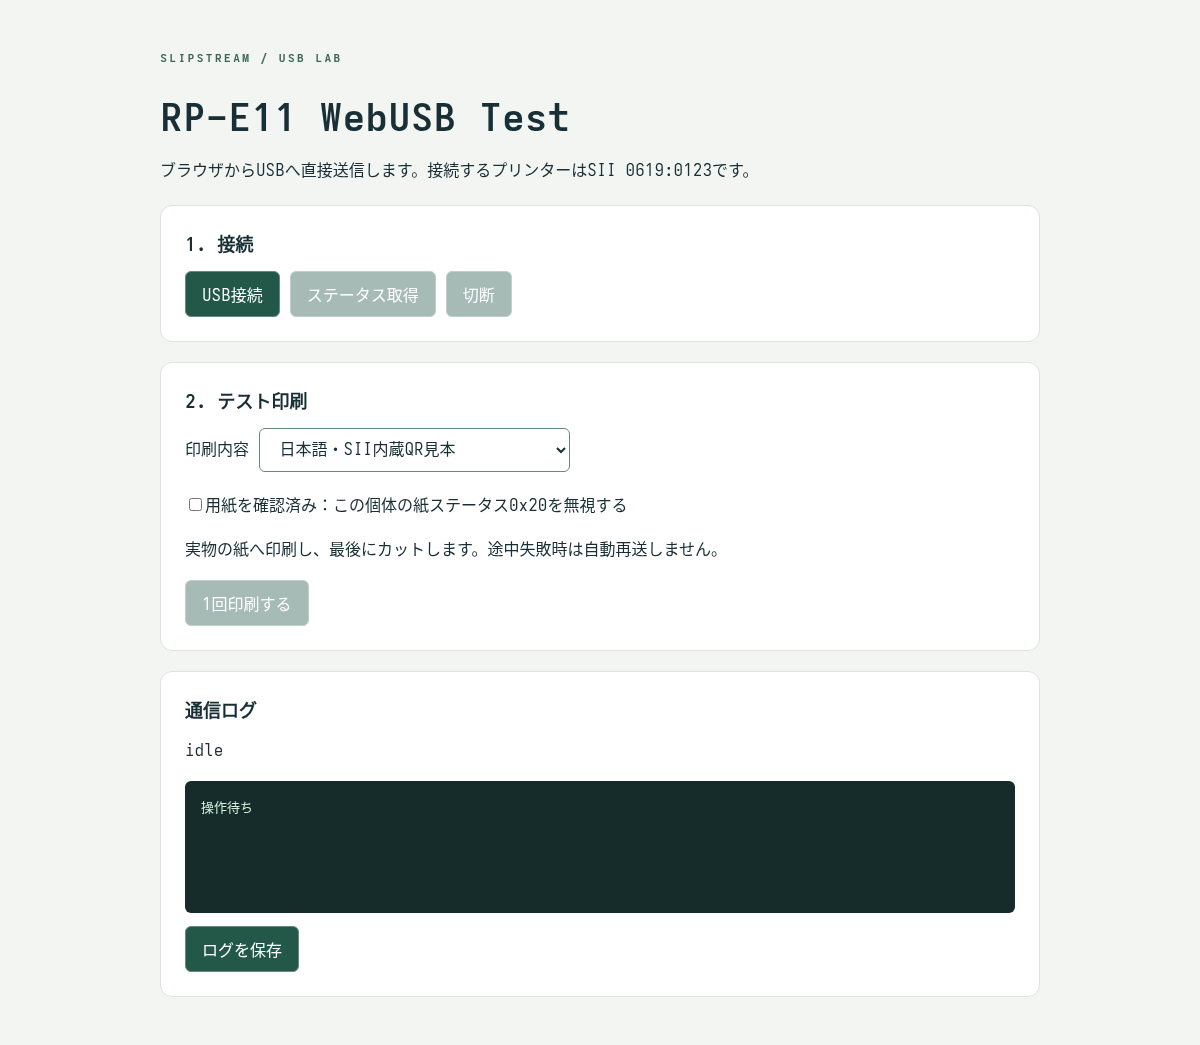 SLIPSTREAM / USB LAB
RP-E11 WebUSB Test
ブラウザからUSBへ直接送信します。接続するプリンターはSII 0619:0123です。
1. 接続
USB接続 ステータス取得 切断
2. テスト印刷
印刷内容 日本語・SII内蔵QR見本
用紙を確認済み：この個体の紙ステータス0x20を無視する
実物の紙へ印刷し、最後にカットします。途中失敗時は自動再送しません。
1回印刷する
通信ログ
idle
操作待ち
ログを保存